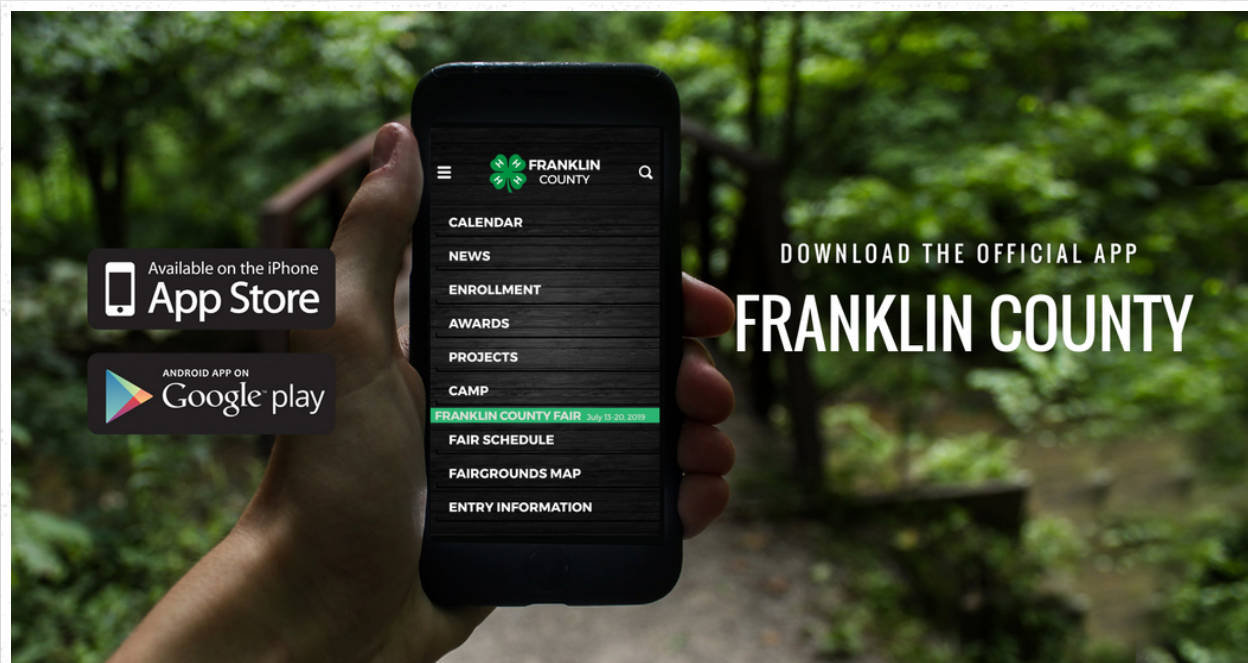 Available on the iPhone
App Store
ANDROID APP ON
Google play
H H H H
FRANKLIN
COUNTY
CALENDAR
NEWS
ENROLLMENT
AWARDS
PROJECTS
CAMP
FRANKLIN COUNTY FAIR July 13-20, 2019
FAIR SCHEDULE
FAIRGROUNDS MAP
ENTRY INFORMATION
DOWNLOAD THE OFFICIAL APP
FRANKLIN COUNTY